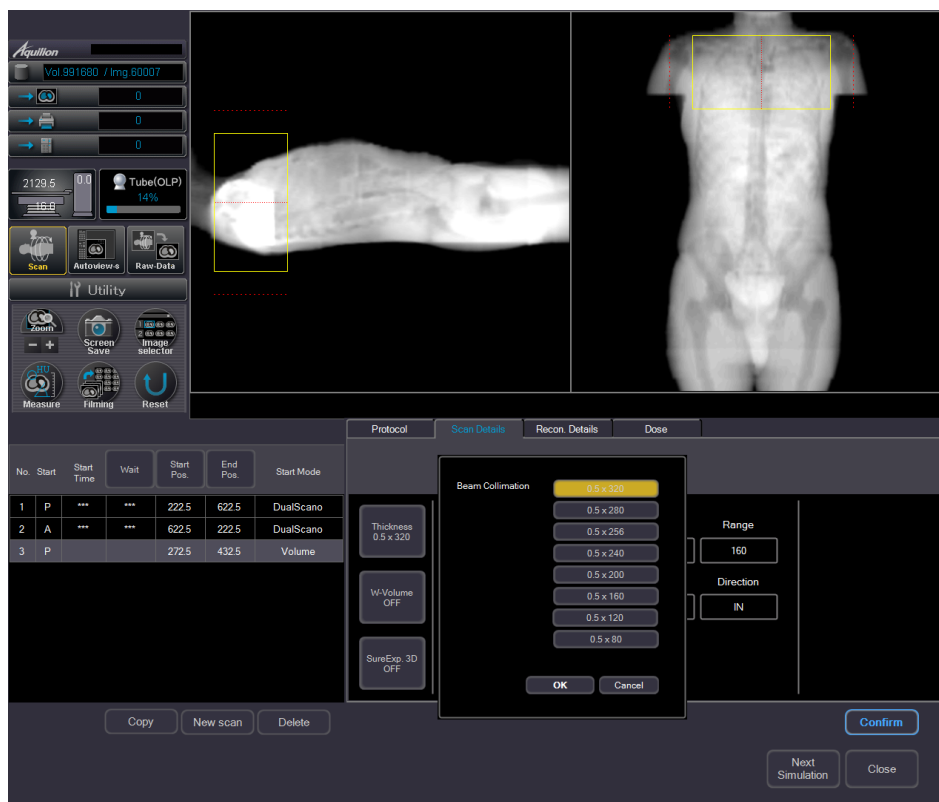 Aquilion
Vol.991680 / Img.60007
0
0
0
2129.5
16.8
0.0
Tube(OLP)
14%
Scan
Autoview-s
Raw-Data
Utility
Zoom
- +
Screen
Save
Image
selector
HU
Measure
Filming
Reset
Protocol
Scan Details
Recon. Details
Dose
No. Start Start Time Wait Start Pos. End Pos. Start Mode
1 P *** *** 222.5 622.5 DualScano
2 A *** *** 622.5 222.5 DualScano
3 P 272.5 432.5 Volume
Thickness
0.5 x 320
W-Volume
OFF
SureExp. 3D
OFF
Beam Collimation
0.5 x 320
0.5 x 280
0.5 x 256
0.5 x 240
0.5 x 200
0.5 x 160
0.5 x 120
0.5 x 80
OK
Cancel
Range
160
Direction
IN
Copy
New scan
Delete
Confirm
Next
Simulation
Close